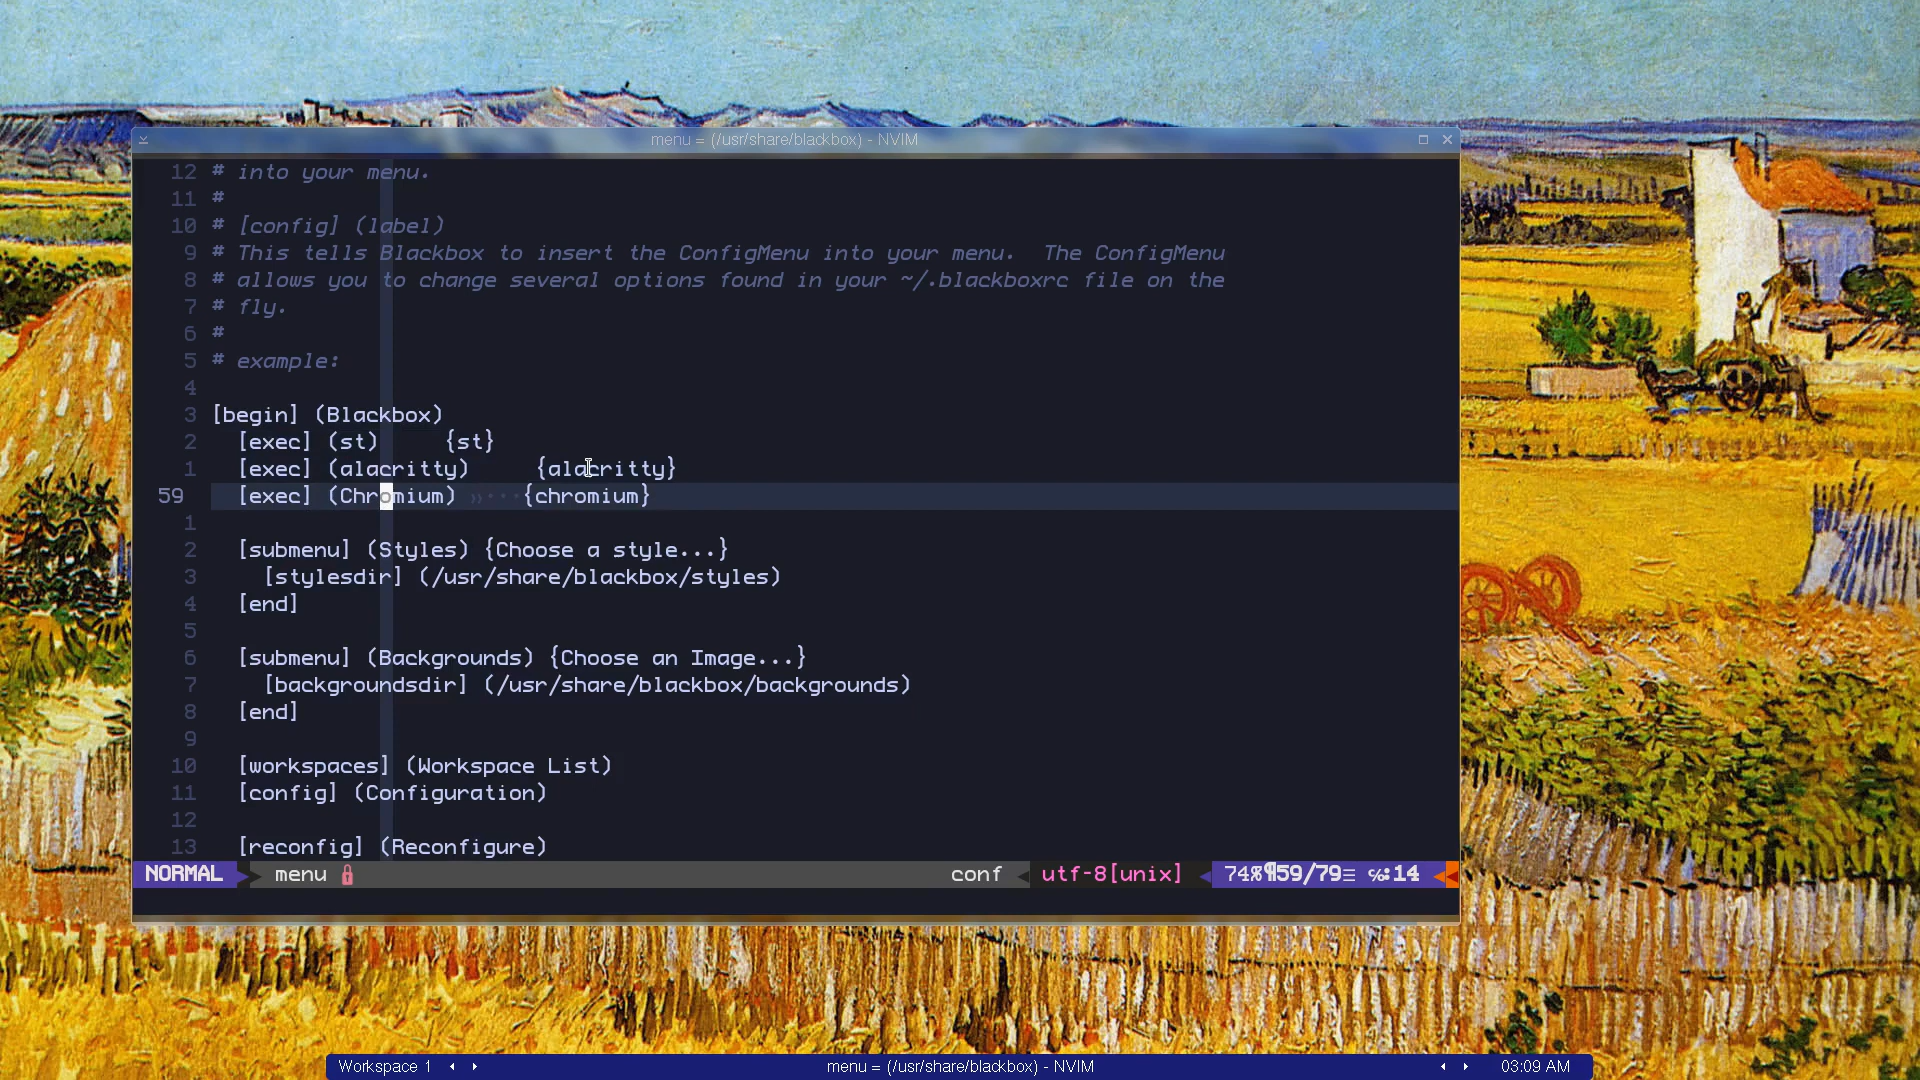 menu = (/usr/share/blackbox) - NVIM
12 # into your menu.
11 #
10 # [config] (label)
9 # This tells Blackbox to insert the ConfigMenu into your menu.  The ConfigMenu
8 # allows you to change several options found in your ~/.blackboxrc file on the
7 # fly.
6 #
5 # example:
4
3 [begin] (Blackbox)
2   [exec] (st)     {st}
1   [exec] (alacritty)     {alacritty}
59   [exec] (Chromium) »···{chromium}
1
2   [submenu] (Styles) {Choose a style...}
3     [stylesdir] (/usr/share/blackbox/styles)
4   [end]
5
6   [submenu] (Backgrounds) {Choose an Image...}
7     [backgroundsdir] (/usr/share/blackbox/backgrounds)
8   [end]
9
10   [workspaces] (Workspace List)
11   [config] (Configuration)
12
13   [reconfig] (Reconfigure)
NORMAL menu conf utf-8[unix] 74%¶59/79☰ ℅:14
Workspace 1 menu = (/usr/share/blackbox) - NVIM 03:09 AM